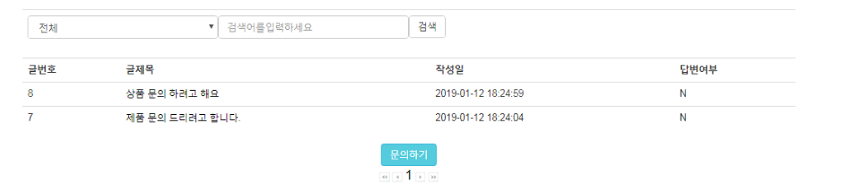 전체 검색어를입력하세요 검색
글번호 글제목 작성일 답변여부
8 상품 문의 하려고 해요 2019-01-12 18:24:59 N
7 제품 문의 드리려고 합니다. 2019-01-12 18:24:04 N
문의하기
1